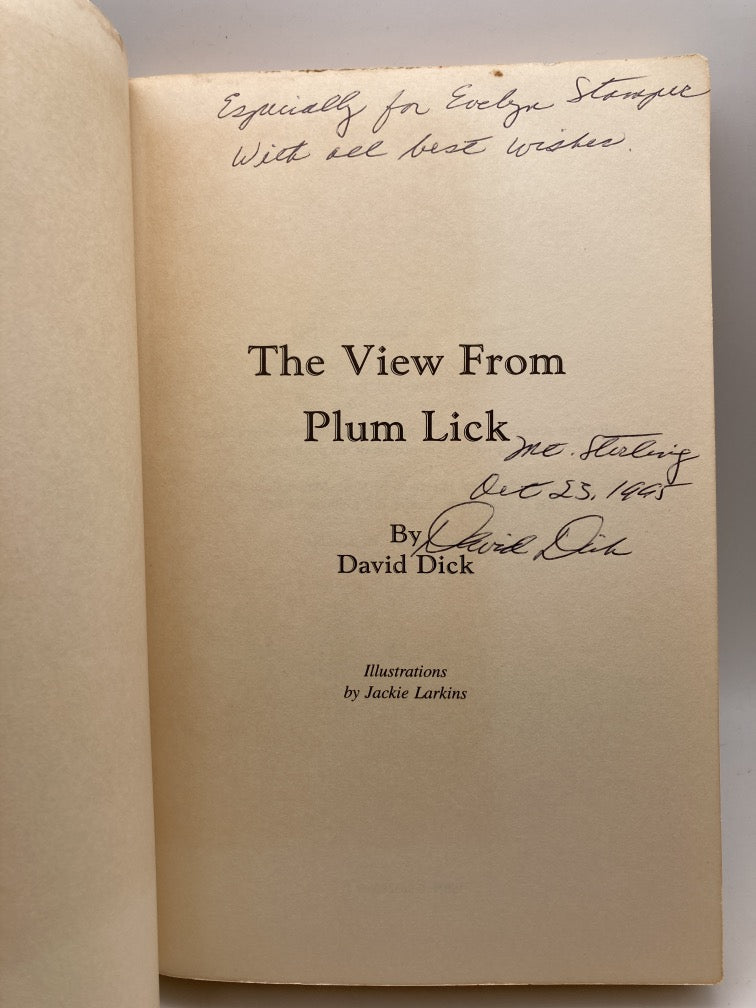 Especially for Evelyn Stamper
With all best wishes.
The View From
Plum Lick
Mt. Sterling
Oct 23, 1995
By David Dick
David Dick
Illustrations
by Jackie Larkins